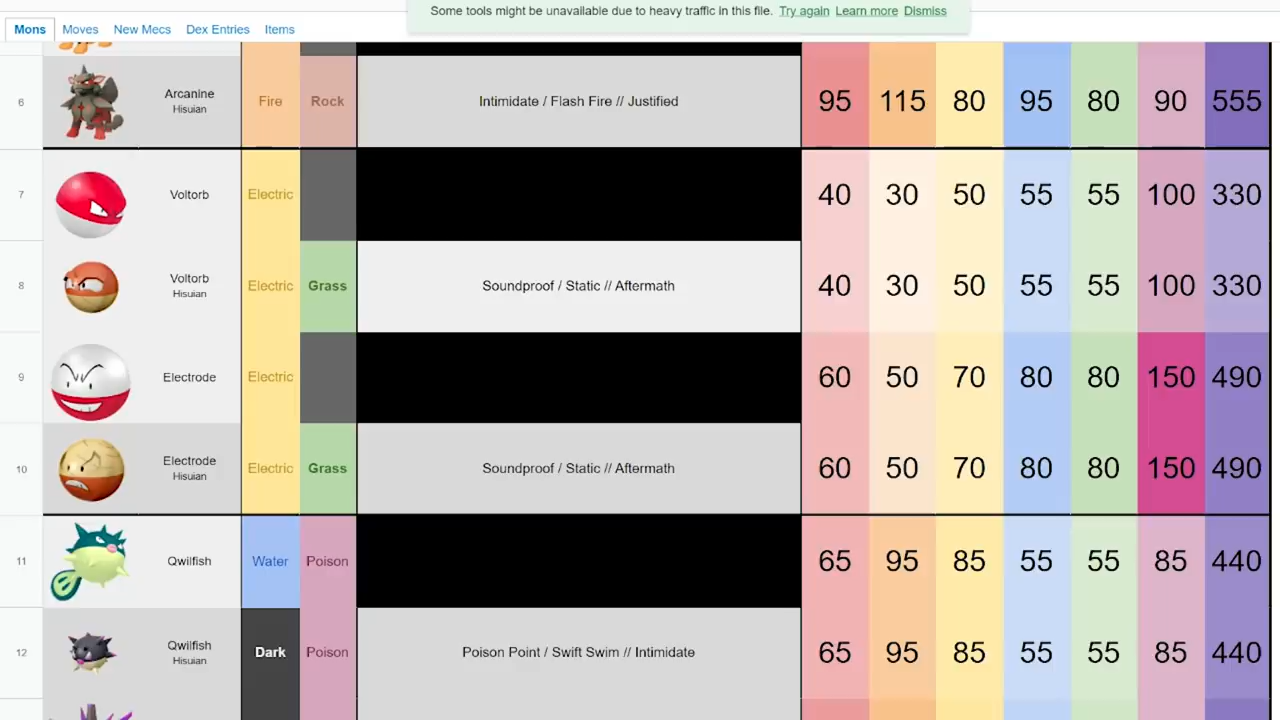 Some tools might be unavailable due to heavy traffic in this file. Try again Learn more Dismiss
Mons Moves New Mecs Dex Entries Items
6 Arcanine Hisuian Fire Rock Intimidate / Flash Fire // Justified 95 115 80 95 80 90 555
7 Voltorb Electric 40 30 50 55 55 100 330
8 Voltorb Hisuian Electric Grass Soundproof / Static // Aftermath 40 30 50 55 55 100 330
9 Electrode Electric 60 50 70 80 80 150 490
10 Electrode Hisuian Electric Grass Soundproof / Static // Aftermath 60 50 70 80 80 150 490
11 Qwilfish Water Poison 65 95 85 55 55 85 440
12 Qwilfish Hisuian Dark Poison Poison Point / Swift Swim // Intimidate 65 95 85 55 55 85 440